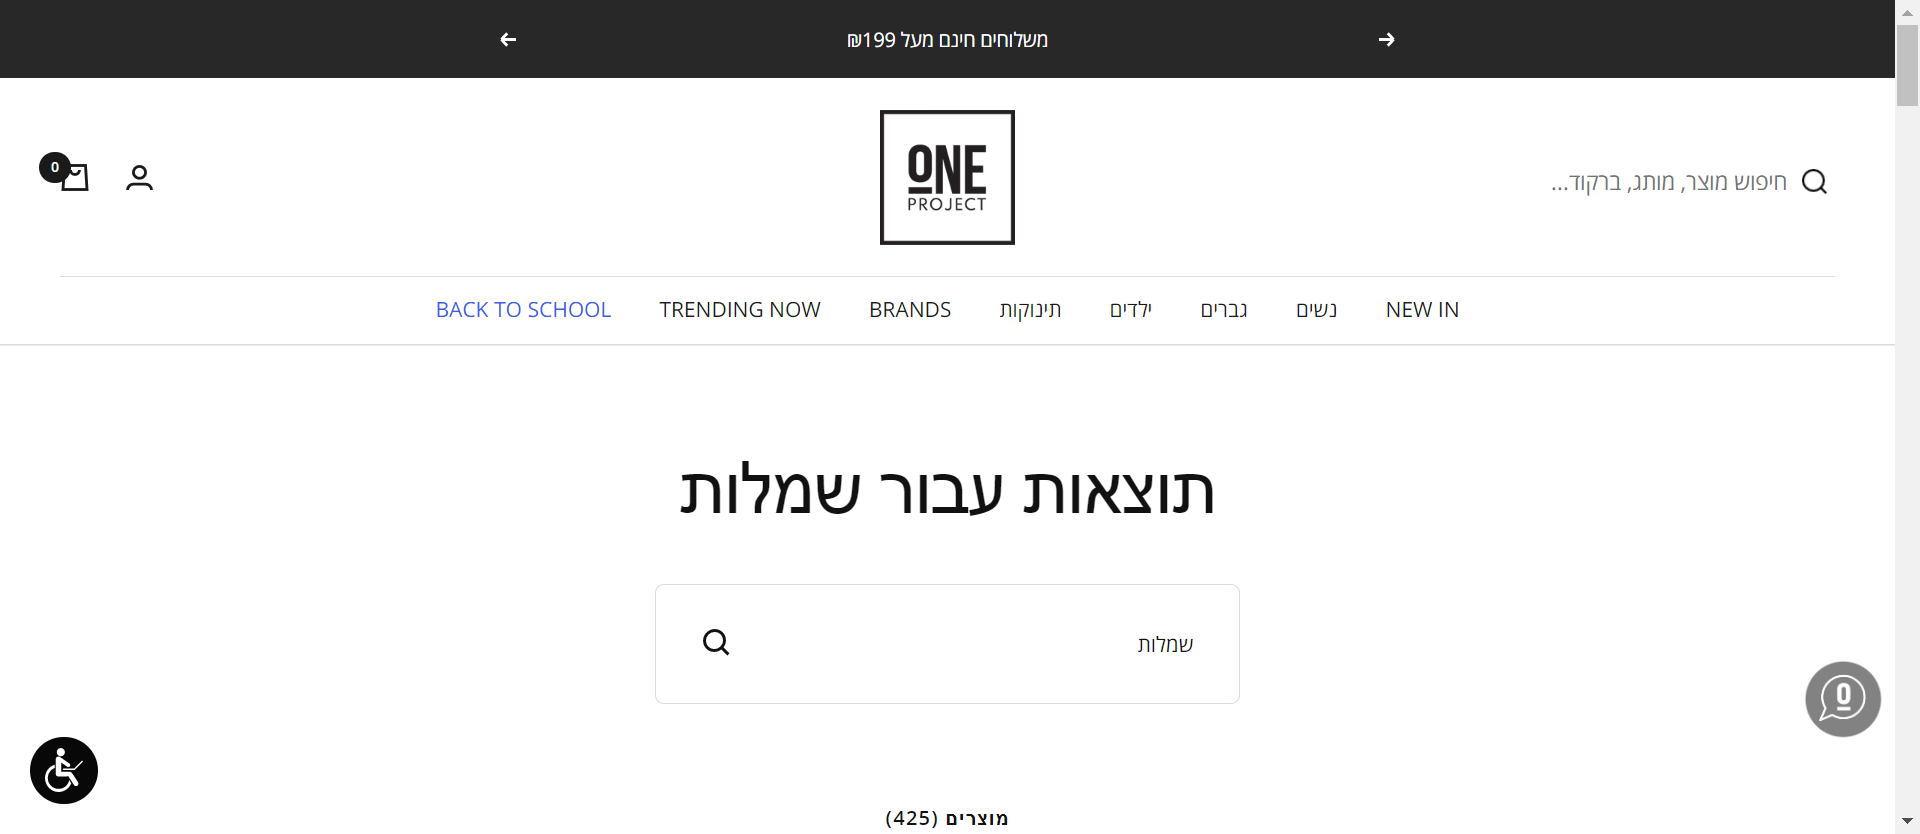 משלוחים חינם מעל 199₪
חיפוש מוצר, מותג, ברקוד...
ONE
PROJECT
0
NEW IN נשים גברים ילדים תינוקות BRANDS TRENDING NOW BACK TO SCHOOL
תוצאות עבור שמלות
שמלות
מוצרים (425)